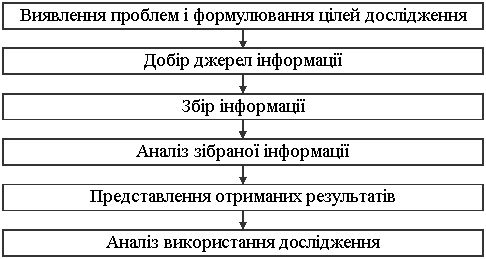 Виявлення проблем і формулювання цілей дослідження
Добір джерел інформації
Збір інформації
Аналіз зібраної інформації
Представлення отриманих результатів
Аналіз використання дослідження